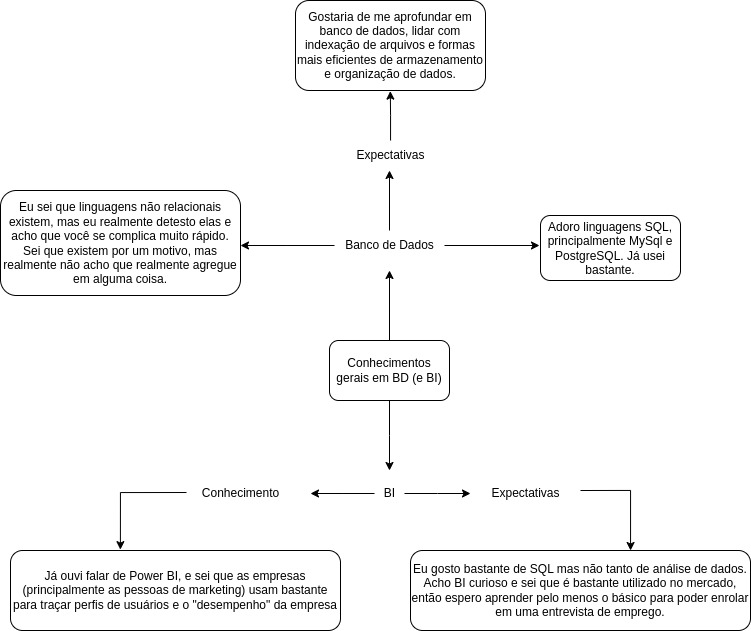 Gostaria de me aprofundar em
banco de dados, lidar com
indexação de arquivos e formas
mais eficientes de armazenamento
e organização de dados.
Expectativas
Eu sei que linguagens não relacionais
existem, mas eu realmente detesto elas e
acho que você se complica muito rápido.
Sei que existem por um motivo, mas
realmente não acho que realmente agregue
em alguma coisa.
Banco de Dados
Adoro linguagens SQL,
principalmente MySql e
PostgreSQL. Já usei
bastante.
Conhecimentos
gerais em BD (e BI)
Conhecimento
BI
Expectativas
Já ouvi falar de Power BI, e sei que as empresas
(principalmente as pessoas de marketing) usam bastante
para traçar perfis de usuários e o "desempenho" da empresa
Eu gosto bastante de SQL mas não tanto de análise de dados.
Acho BI curioso e sei que é bastante utilizado no mercado,
então espero aprender pelo menos o básico para poder enrolar
em uma entrevista de emprego.